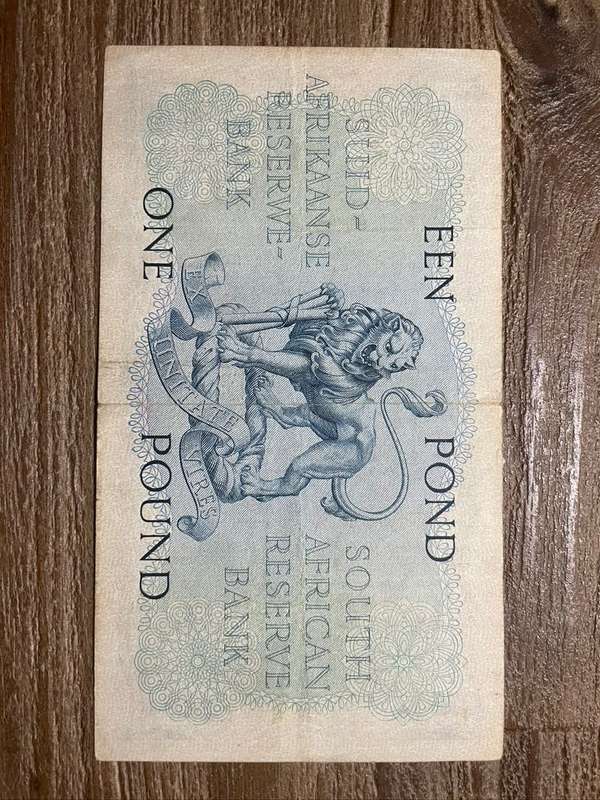 EEN POND
SUID-
AFRIKAANSE
RESERWE-
BANK
SOUTH
AFRICAN
RESERVE
BANK
EX UNITATE VIRES
ONE POUND